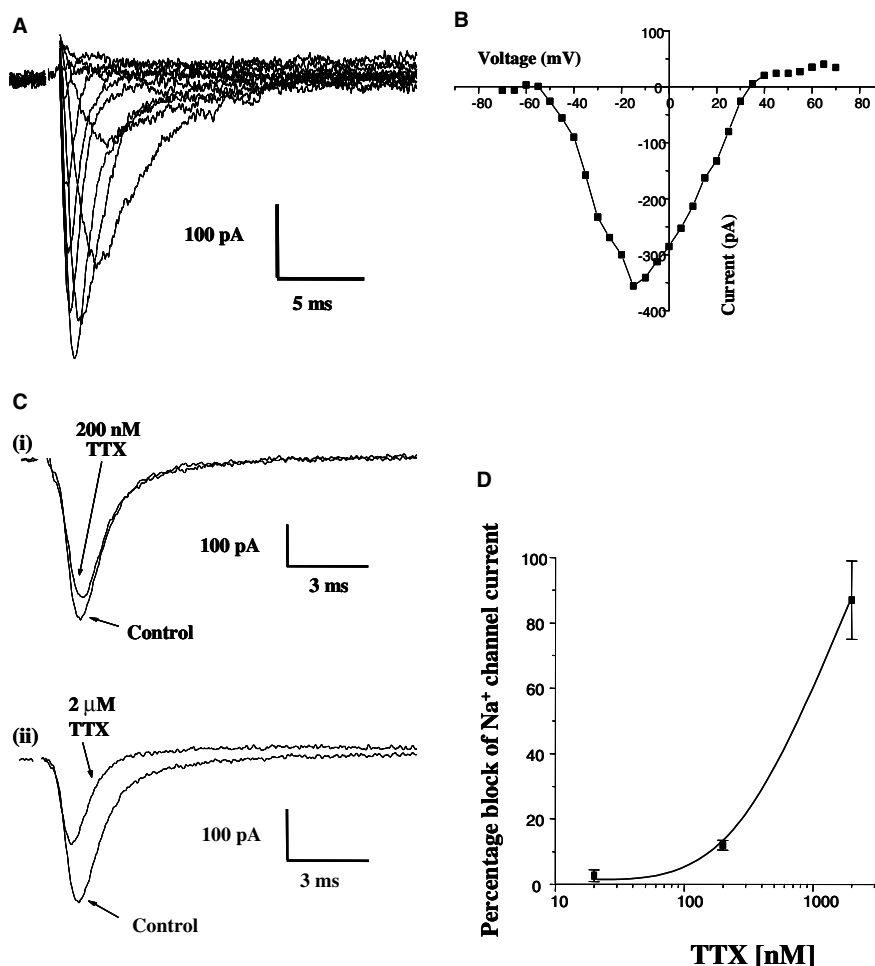 A
100 pA
5 ms
B
Voltage (mV)
100
0
-100
-200
-300
-400
-80 -60 -40 -20 0 20 40 60 80
Current (pA)
C
(i)
200 nM
TTX
Control
100 pA
3 ms
(ii)
2 μM
TTX
Control
100 pA
3 ms
D
Percentage block of Na+ channel current
100
80
60
40
20
0
10 100 1000
TTX [nM]